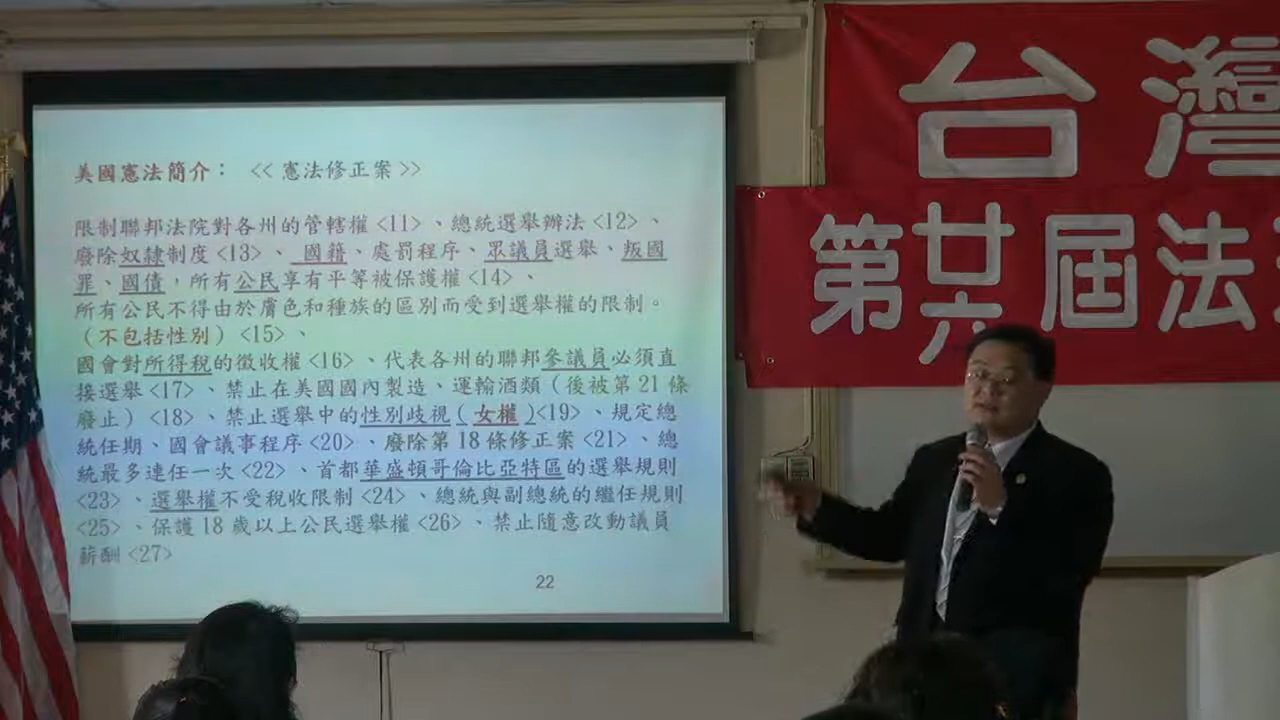 美國憲法簡介： << 憲法修正案 >>
限制聯邦法院對各州的管轄權 <11> 、總統選舉辦法 <12> 、
廢除奴隸制度 <13> 、 國籍、處罰程序、眾議員選舉、叛國
罪、國債，所有公民享有平等被保護權 <14> 、
所有公民不得由於膚色和種族的區別而受到選舉權的限制。
（不包括性別）<15> 、
國會對所得稅的徵收權 <16> 、代表各州的聯邦參議員必須直
接選舉 <17> 、禁止在美國國內製造、運輸酒類（後被第 21 條
廢止）<18> 、禁止選舉中的性別歧視（ 女權 ）<19> 、規定總
統任期、國會議事程序 <20> 、廢除第 18 條修正案 <21> 、總
統最多連任一次 <22> 、首都華盛頓哥倫比亞特區的選舉規則
<23> 、選舉權不受稅收限制 <24> 、總統與副總統的繼任規則
<25> 、保護 18 歲以上公民選舉權 <26> 、禁止隨意改動議員
薪酬 <27>
22
台灣
第廿六屆法